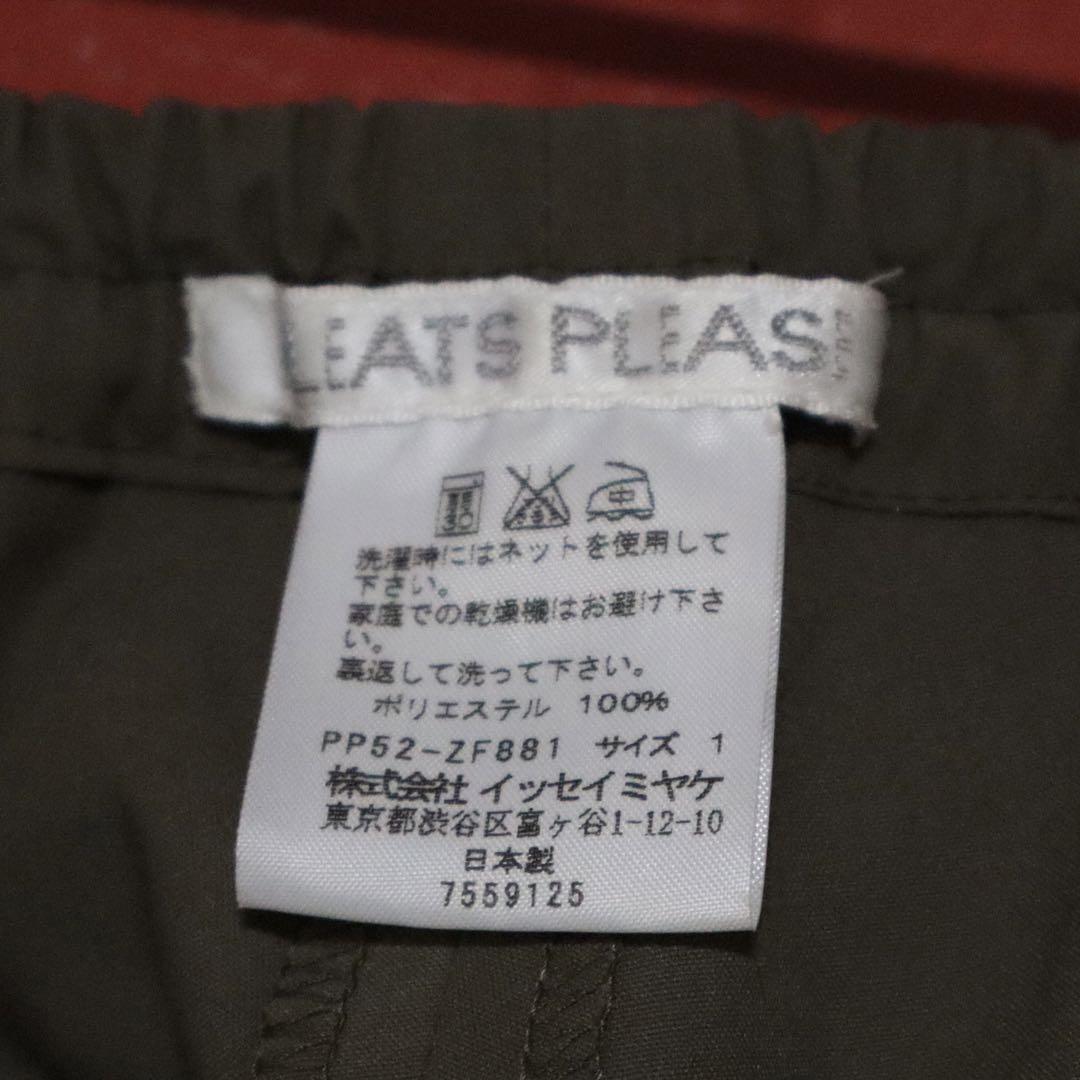 LEATS PLEAS
中
洗濯時にはネットを使用して
下さい。
家庭での乾燥機はお避け下さ
い。
裏返して洗って下さい。
ポリエステル 100%
PP52-ZF881 サイズ 1
株式会社 イッセイミヤケ
東京都渋谷区富ヶ谷1-12-10
日本製
7559125